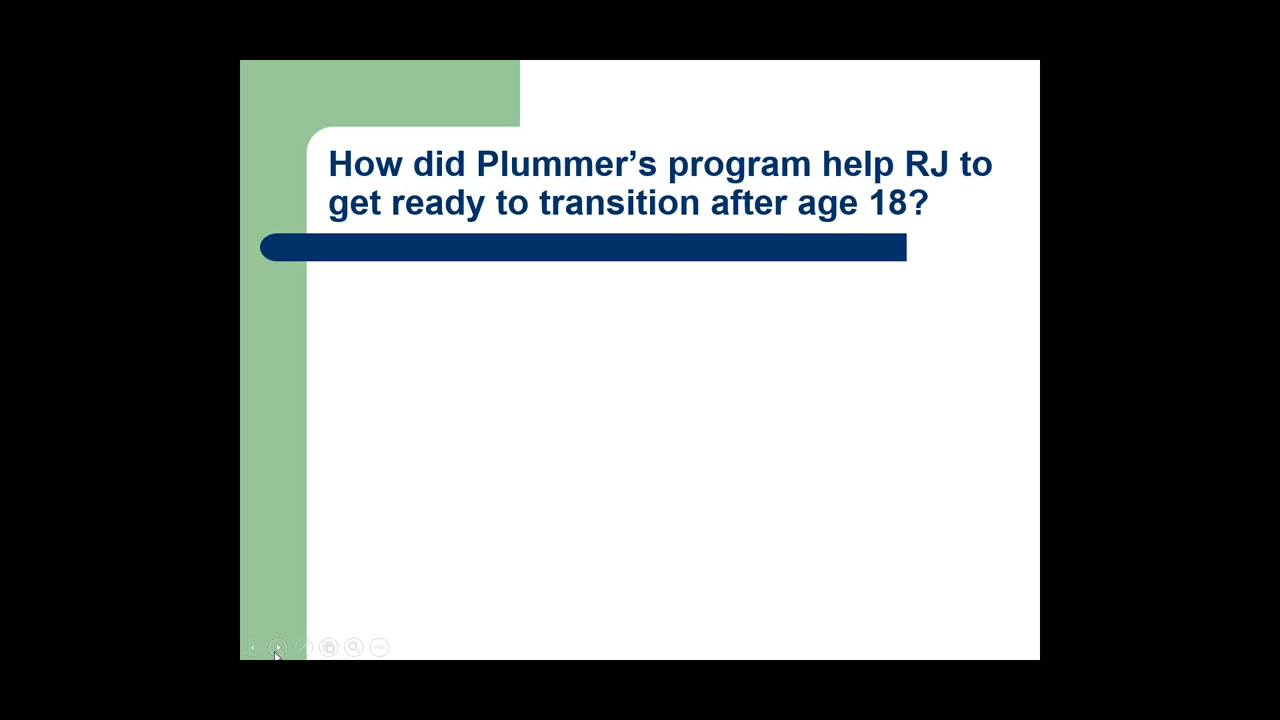 How did Plummer’s program help RJ to
get ready to transition after age 18?